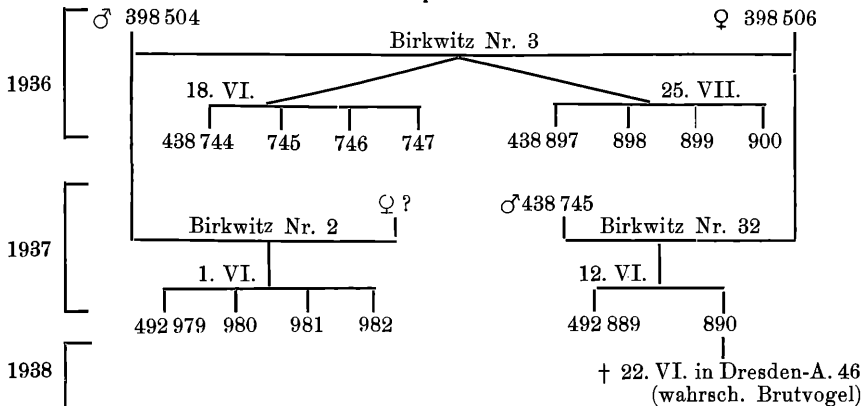 ♂ 398 504 ♀ 398 506
Birkwitz Nr. 3
1936
18. VI. 25. VII.
438 744 745 746 747 438 897 898 899 900
♀ ? ♂ 438 745
Birkwitz Nr. 2 Birkwitz Nr. 32
1937
1. VI. 12. VI.
492 979 980 981 982 492 889 890
1938
† 22. VI. in Dresden-A. 46
(wahrsch. Brutvogel)